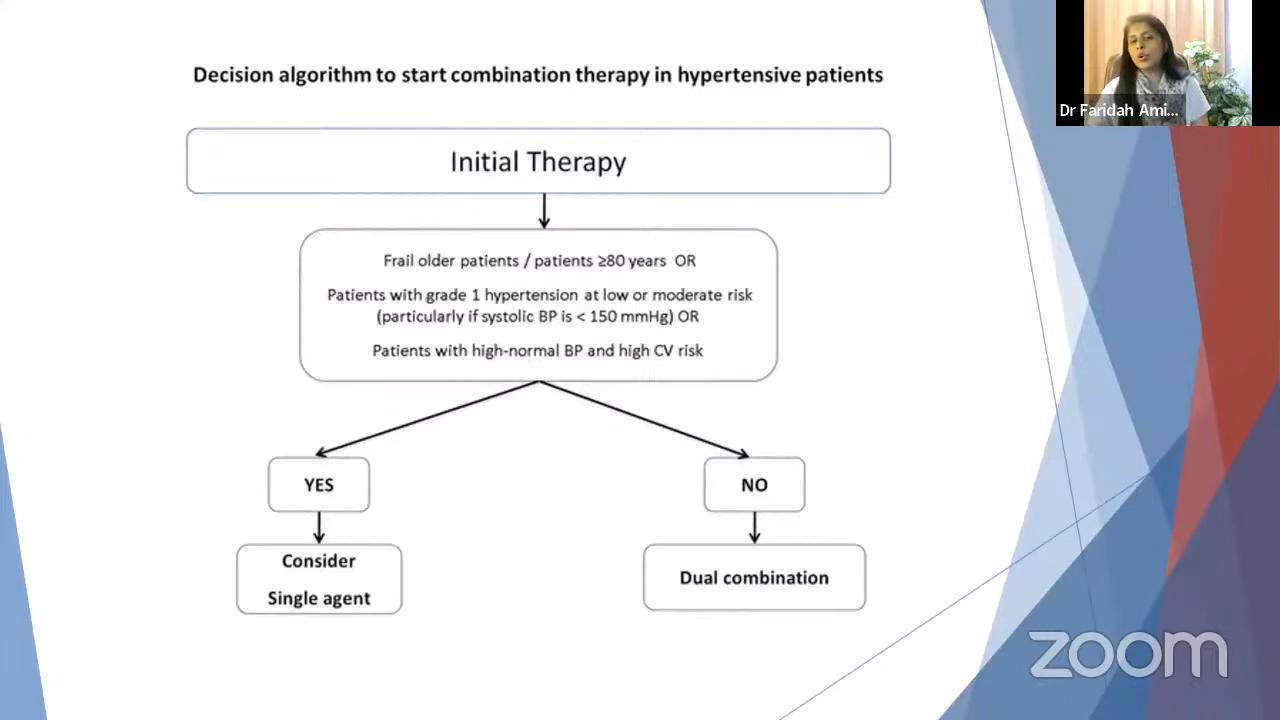 Decision algorithm to start combination therapy in hypertensive patients
Initial Therapy
Frail older patients / patients ≥80 years OR
Patients with grade 1 hypertension at low or moderate risk
(particularly if systolic BP is < 150 mmHg) OR
Patients with high-normal BP and high CV risk
YES
NO
Consider
Single agent
Dual combination
Dr Faridah Ami...
zoom